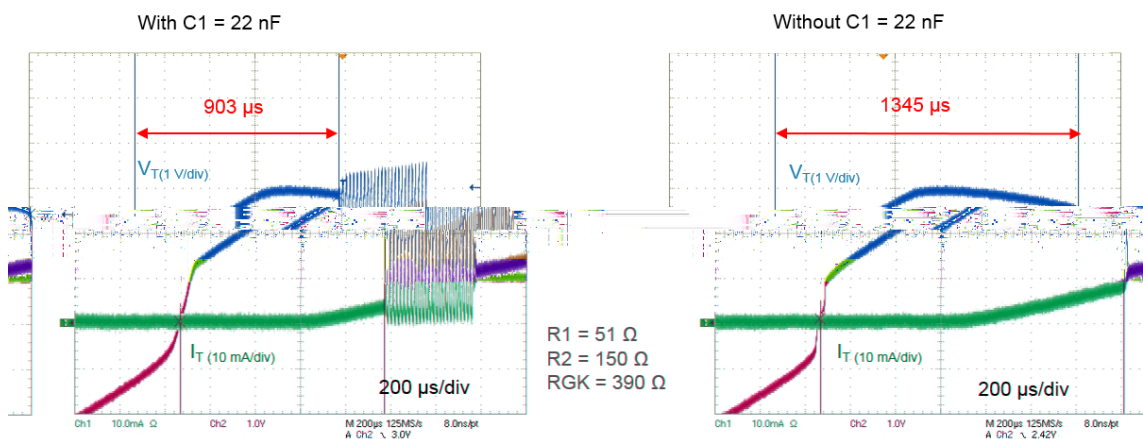 With C1 = 22 nF
903 µs
VT(1 V/div)
IT (10 mA/div)
200 µs/div
Ch1 10.0mA Ω Ch2 1.0V M 200µs 125MS/s 8.0ns/pt
A Ch2 \ 3.0V
R1 = 51 Ω
R2 = 150 Ω
RGK = 390 Ω
Without C1 = 22 nF
1345 µs
VT(1 V/div)
IT (10 mA/div)
200 µs/div
Ch1 10.0mA Ω Ch2 1.0V M 200µs 125MS/s 8.0ns/pt
A Ch2 \ 2.42V